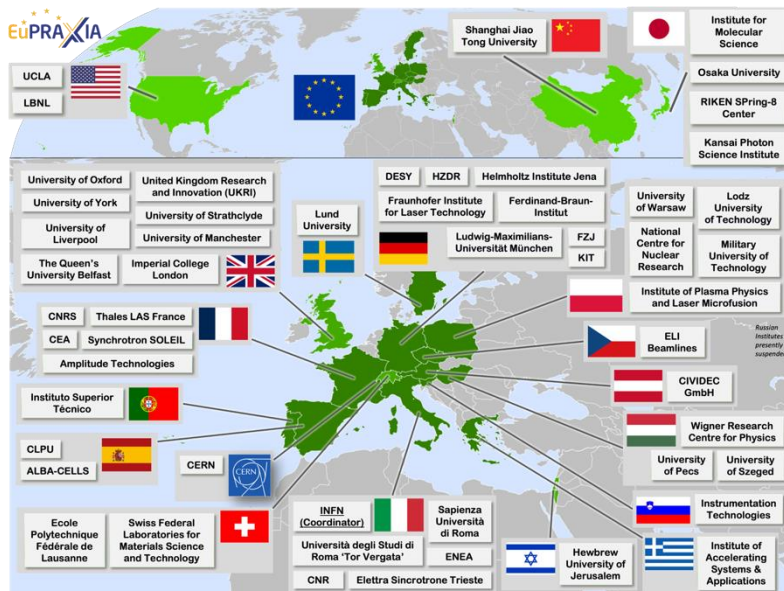 EuPRAXIA
UCLA
LBNL
Shanghai Jiao
Tong University
Institute for
Molecular
Science
Osaka University
RIKEN SPring-8
Center
Kansai Photon
Science Institute
University of Oxford
United Kingdom Research
and Innovation (UKRI)
University of York
University of Strathclyde
University of
Liverpool
University of Manchester
The Queen's
University Belfast
Imperial College
London
Lund
University
DESY
HZDR
Helmholtz Institute Jena
Fraunhofer Institute
for Laser Technology
Ferdinand-Braun-
Institut
Ludwig-Maximilians-
Universität München
FZJ
KIT
University
of Warsaw
Lodz
University
of Technology
National
Centre for
Nuclear
Research
Military
University of
Technology
Institute of Plasma Physics
and Laser Microfusion
CNRS
Thales LAS France
CEA
Synchrotron SOLEIL
Amplitude Technologies
ELI
Beamlines
Russian
Institutes
presently
suspende
CIVIDEC
GmbH
Instituto Superior
Técnico
Wigner Research
Centre for Physics
University
of Pecs
University
of Szeged
CLPU
ALBA-CELLS
CERN
CERN
Instrumentation
Technologies
Ecole
Polytechnique
Fédérale de
Lausanne
Swiss Federal
Laboratories for
Materials Science
and Technology
INFN
(Coordinator)
Sapienza
Università
di Roma
Università degli Studi di
Roma 'Tor Vergata'
ENEA
CNR
Elettra Sincrotrone Trieste
Hewbrew
University of
Jerusalem
Institute of
Accelerating
Systems &
Applications